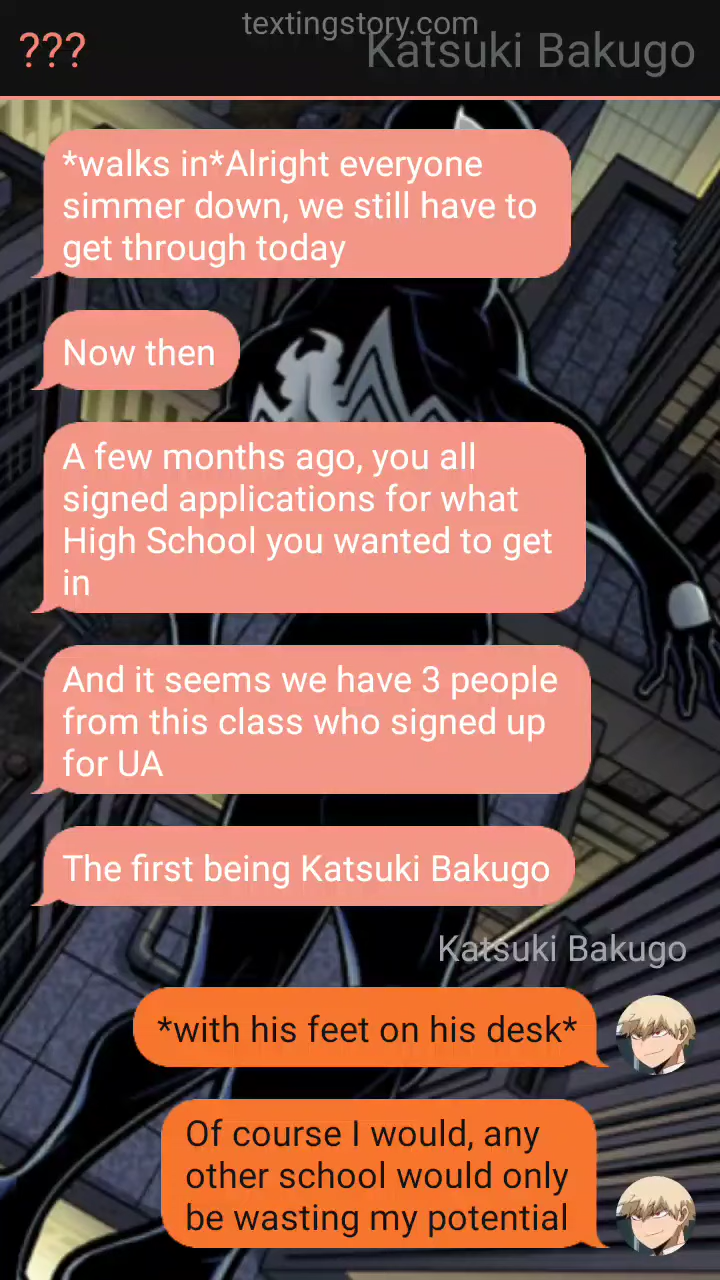 textingstory.com
???
Katsuki Bakugo
*walks in*Alright everyone
simmer down, we still have to
get through today
Now then
A few months ago, you all
signed applications for what
High School you wanted to get
in
And it seems we have 3 people
from this class who signed up
for UA
The first being Katsuki Bakugo
Katsuki Bakugo
*with his feet on his desk*
Of course I would, any
other school would only
be wasting my potential